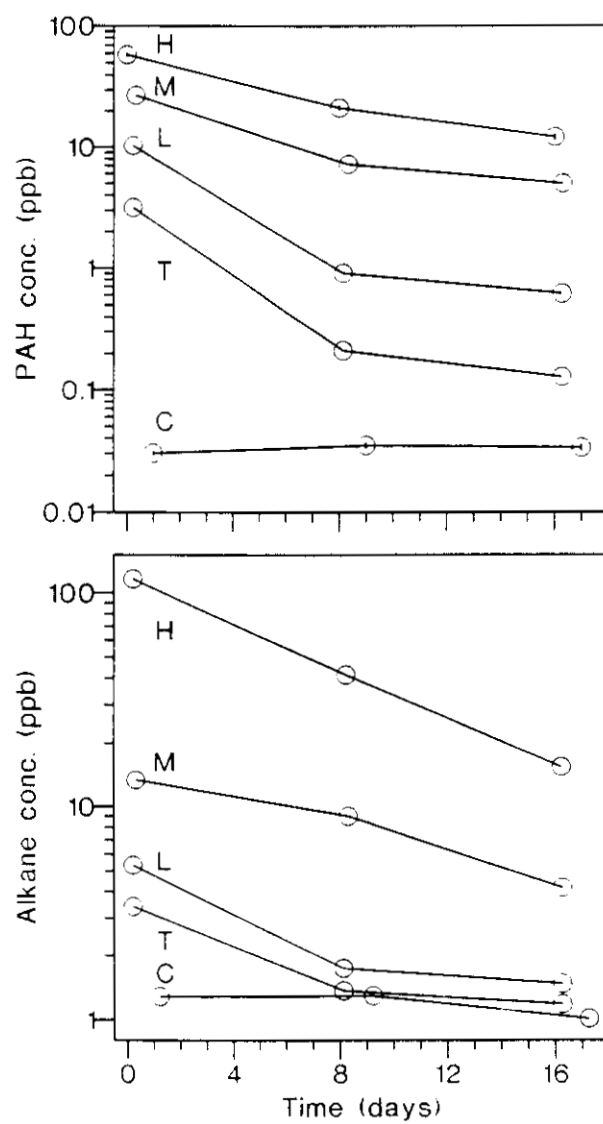 100
H
M
10
L
1
T
0.1
C
0.01
PAH conc. (ppb)
100
H
M
10
L
T
C
1
Alkane conc. (ppb)
0 4 8 12 16
Time (days)